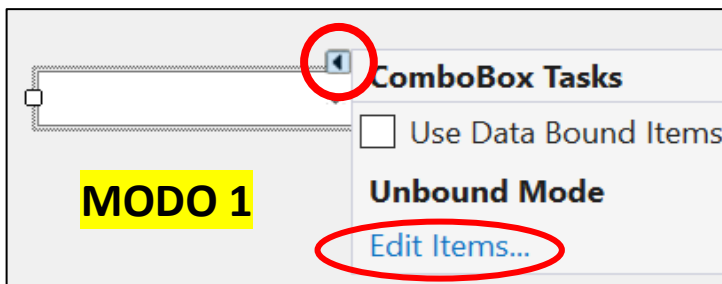 ComboBox Tasks
Use Data Bound Items
MODO 1
Unbound Mode
Edit Items...